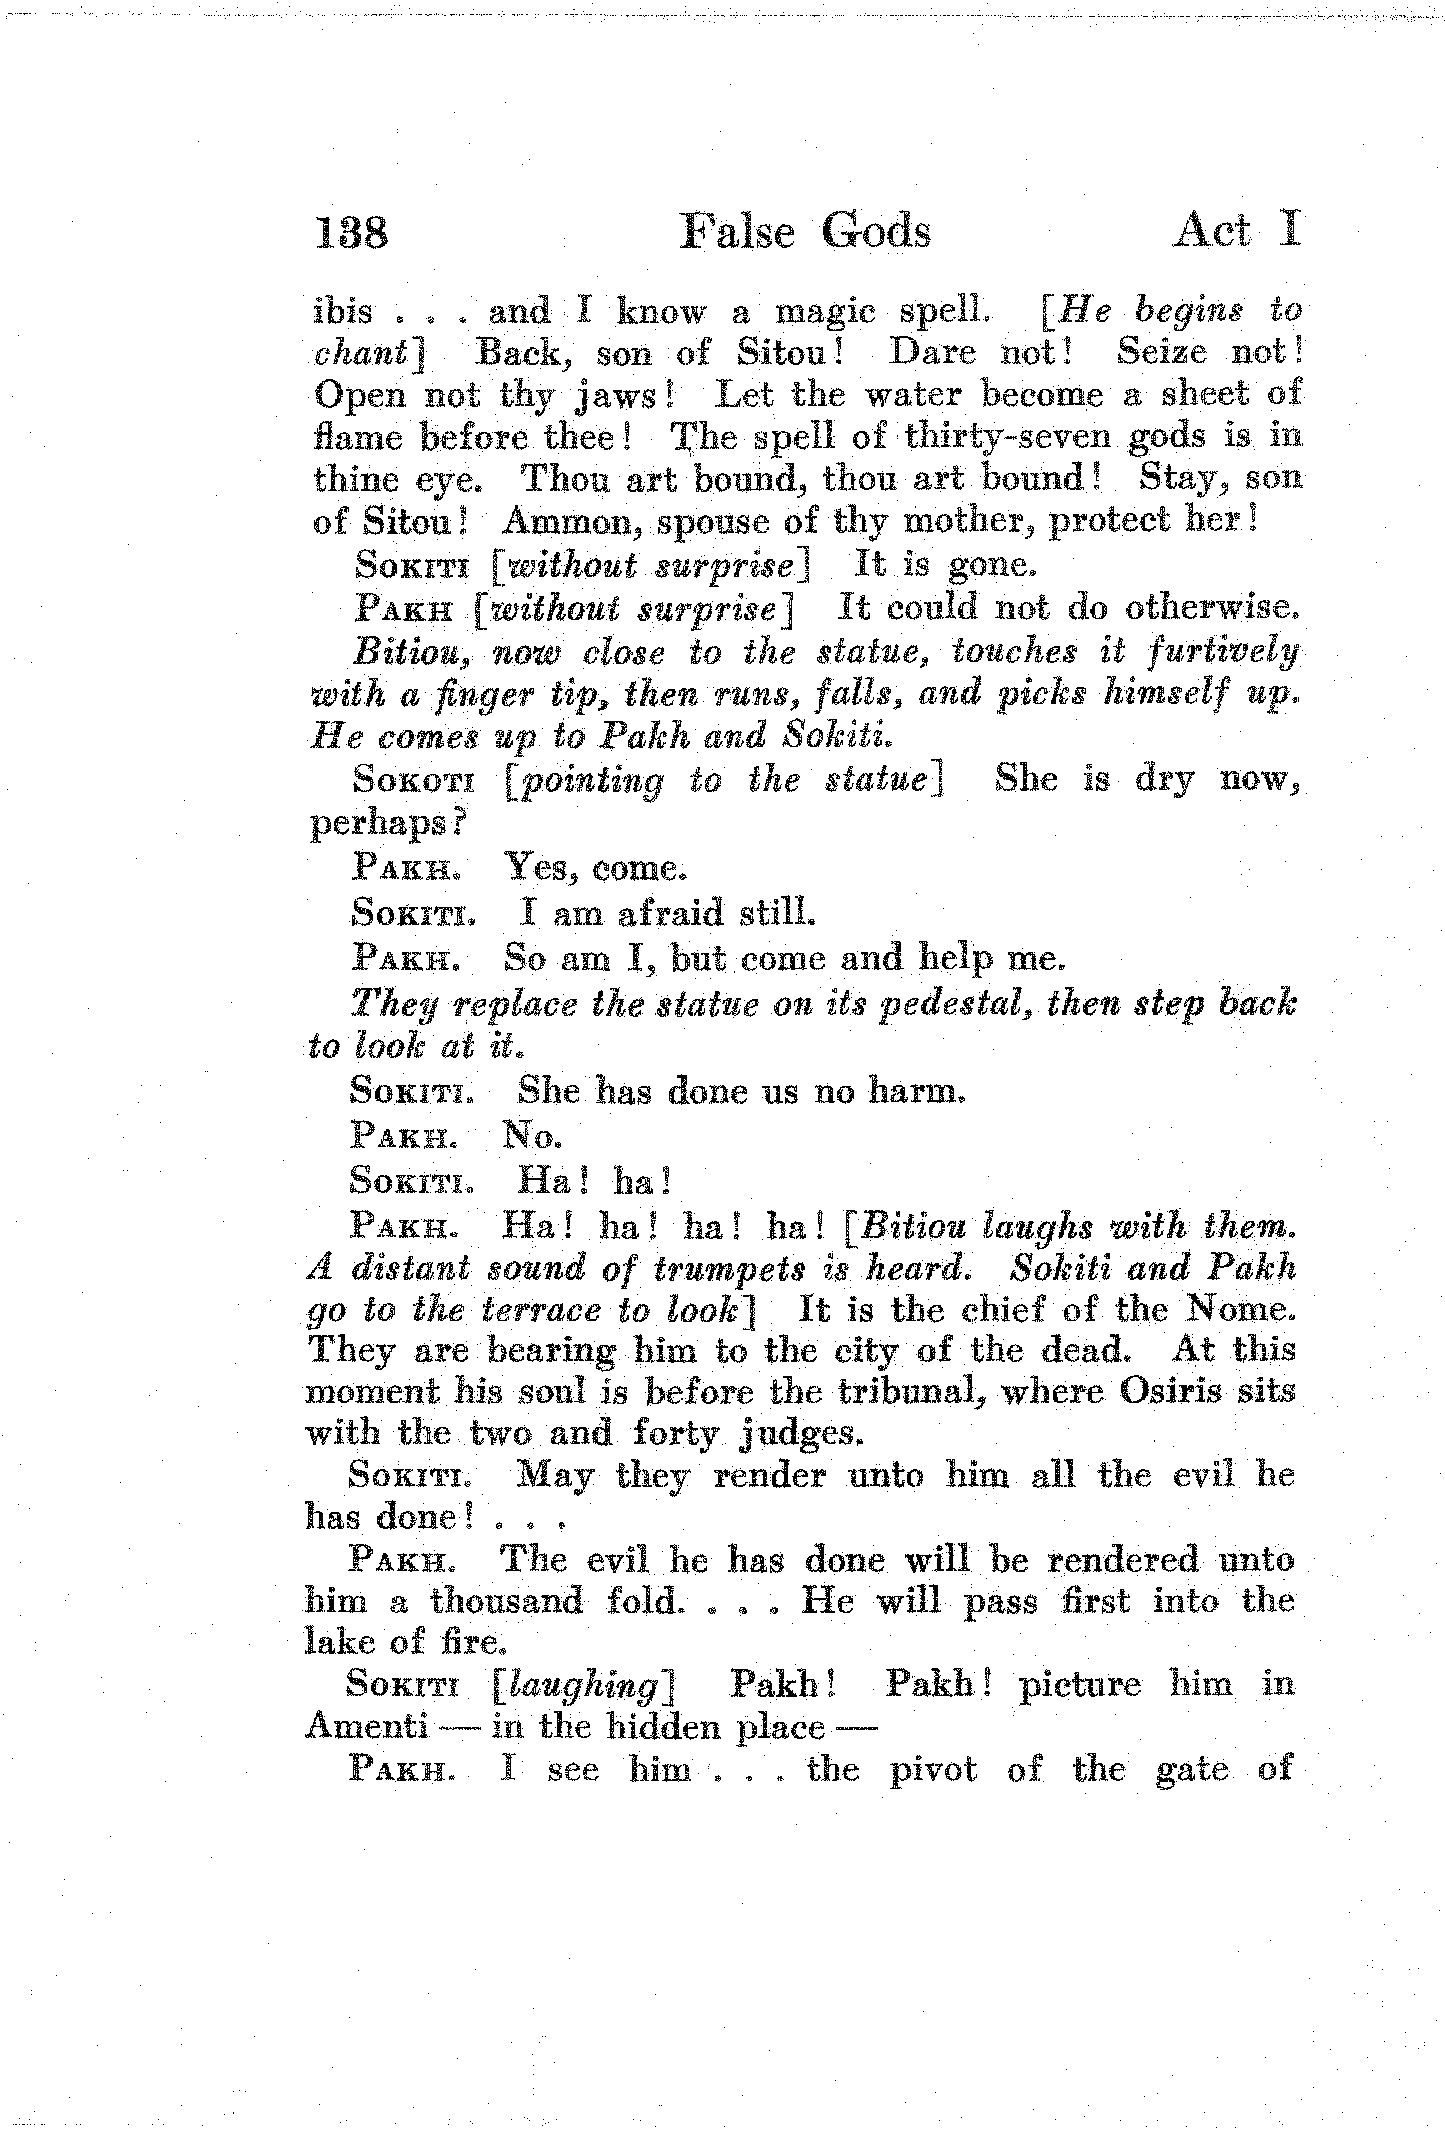 138 False Gods Act I
ibis . . . and I know a magic spell. [He begins to
chant] Back, son of Sitou! Dare not! Seize not!
Open not thy jaws! Let the water become a sheet of
flame before thee! The spell of thirty-seven gods is in
thine eye. Thou art bound, thou art bound! Stay, son
of Sitou! Ammon, spouse of thy mother, protect her!
SOKITI [without surprise] It is gone.
PAKH [without surprise] It could not do otherwise.
Bitiou, now close to the statue, touches it furtively
with a finger tip, then runs, falls, and picks himself up.
He comes up to Pakh and Sokiti.
SOKOTI [pointing to the statue] She is dry now,
perhaps?
PAKH. Yes, come.
SOKITI. I am afraid still.
PAKH. So am I, but come and help me.
They replace the statue on its pedestal, then step back
to look at it.
SOKITI. She has done us no harm.
PAKH. No.
SOKITI. Ha! ha!
PAKH. Ha! ha! ha! ha! [Bitiou laughs with them.
A distant sound of trumpets is heard. Sokiti and Pakh
go to the terrace to look] It is the chief of the Nome.
They are bearing him to the city of the dead. At this
moment his soul is before the tribunal, where Osiris sits
with the two and forty judges.
SOKITI. May they render unto him all the evil he
has done! . . .
PAKH. The evil he has done will be rendered unto
him a thousand fold. . . . He will pass first into the
lake of fire.
SOKITI [laughing] Pakh! Pakh! picture him in
Amenti — in the hidden place —
PAKH. I see him . . . the pivot of the gate of